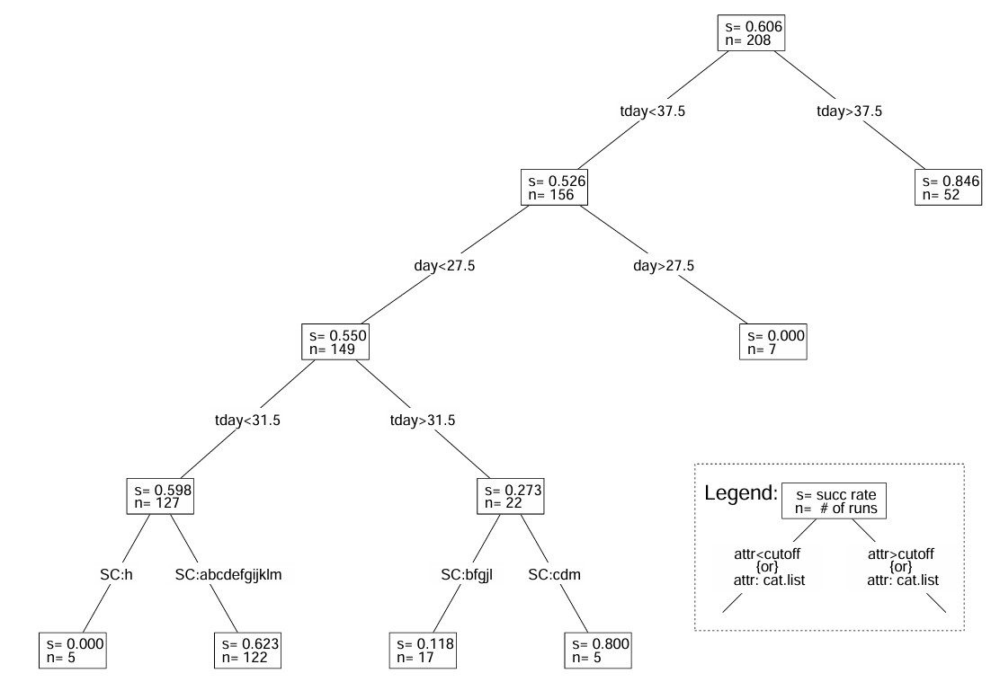 s= 0.606
n= 208
tday<37.5
tday>37.5
s= 0.526
n= 156
s= 0.846
n= 52
day<27.5
day>27.5
s= 0.550
n= 149
s= 0.000
n= 7
tday<31.5
tday>31.5
s= 0.598
n= 127
s= 0.273
n= 22
Legend:
s= succ rate
n=  # of runs
attr<cutoff
{or}
attr: cat.list
attr>cutoff
{or}
attr: cat.list
SC:h
SC:abcdefgijklm
SC:bfgjl
SC:cdm
s= 0.000
n= 5
s= 0.623
n= 122
s= 0.118
n= 17
s= 0.800
n= 5